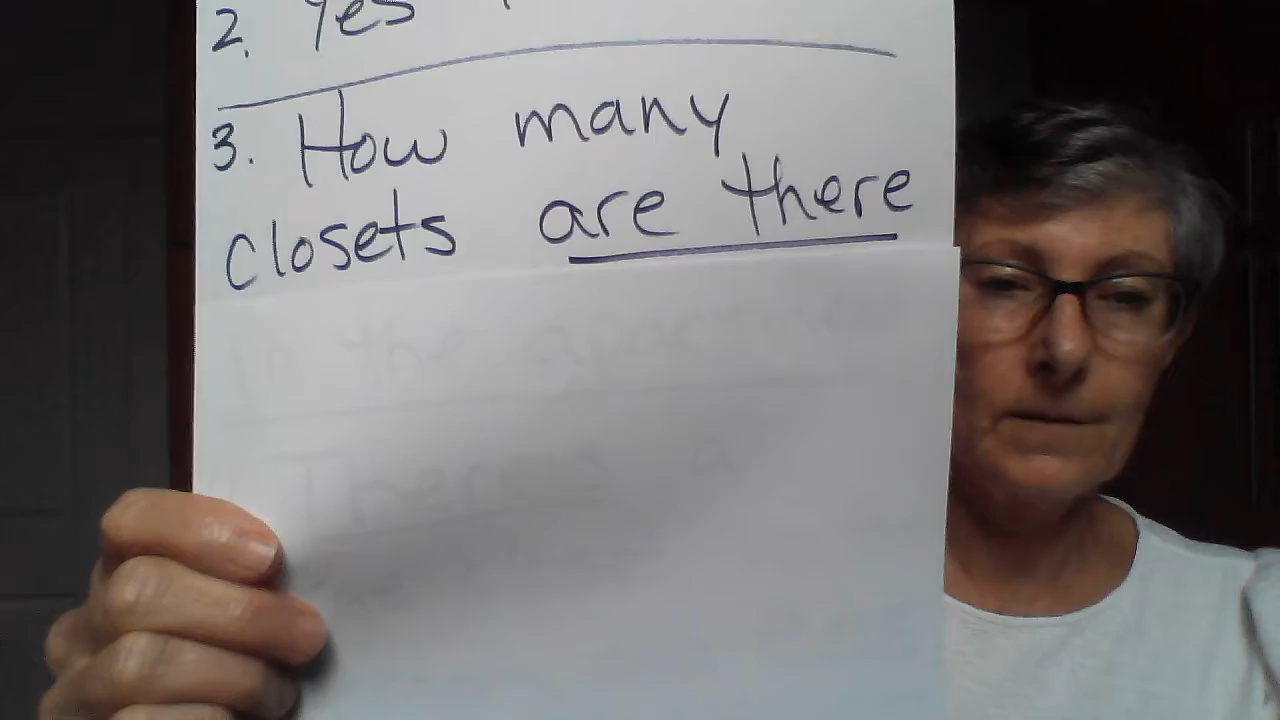 2. Yes
3. How many
closets are there